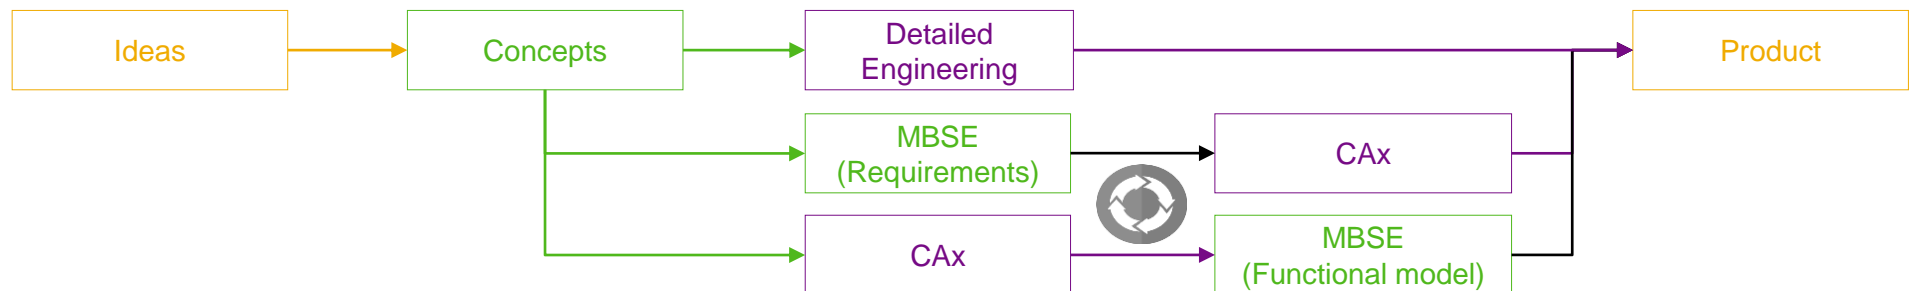 Ideas
Concepts
Detailed
Engineering
Product
MBSE
(Requirements)
CAx
CAx
MBSE
(Functional model)